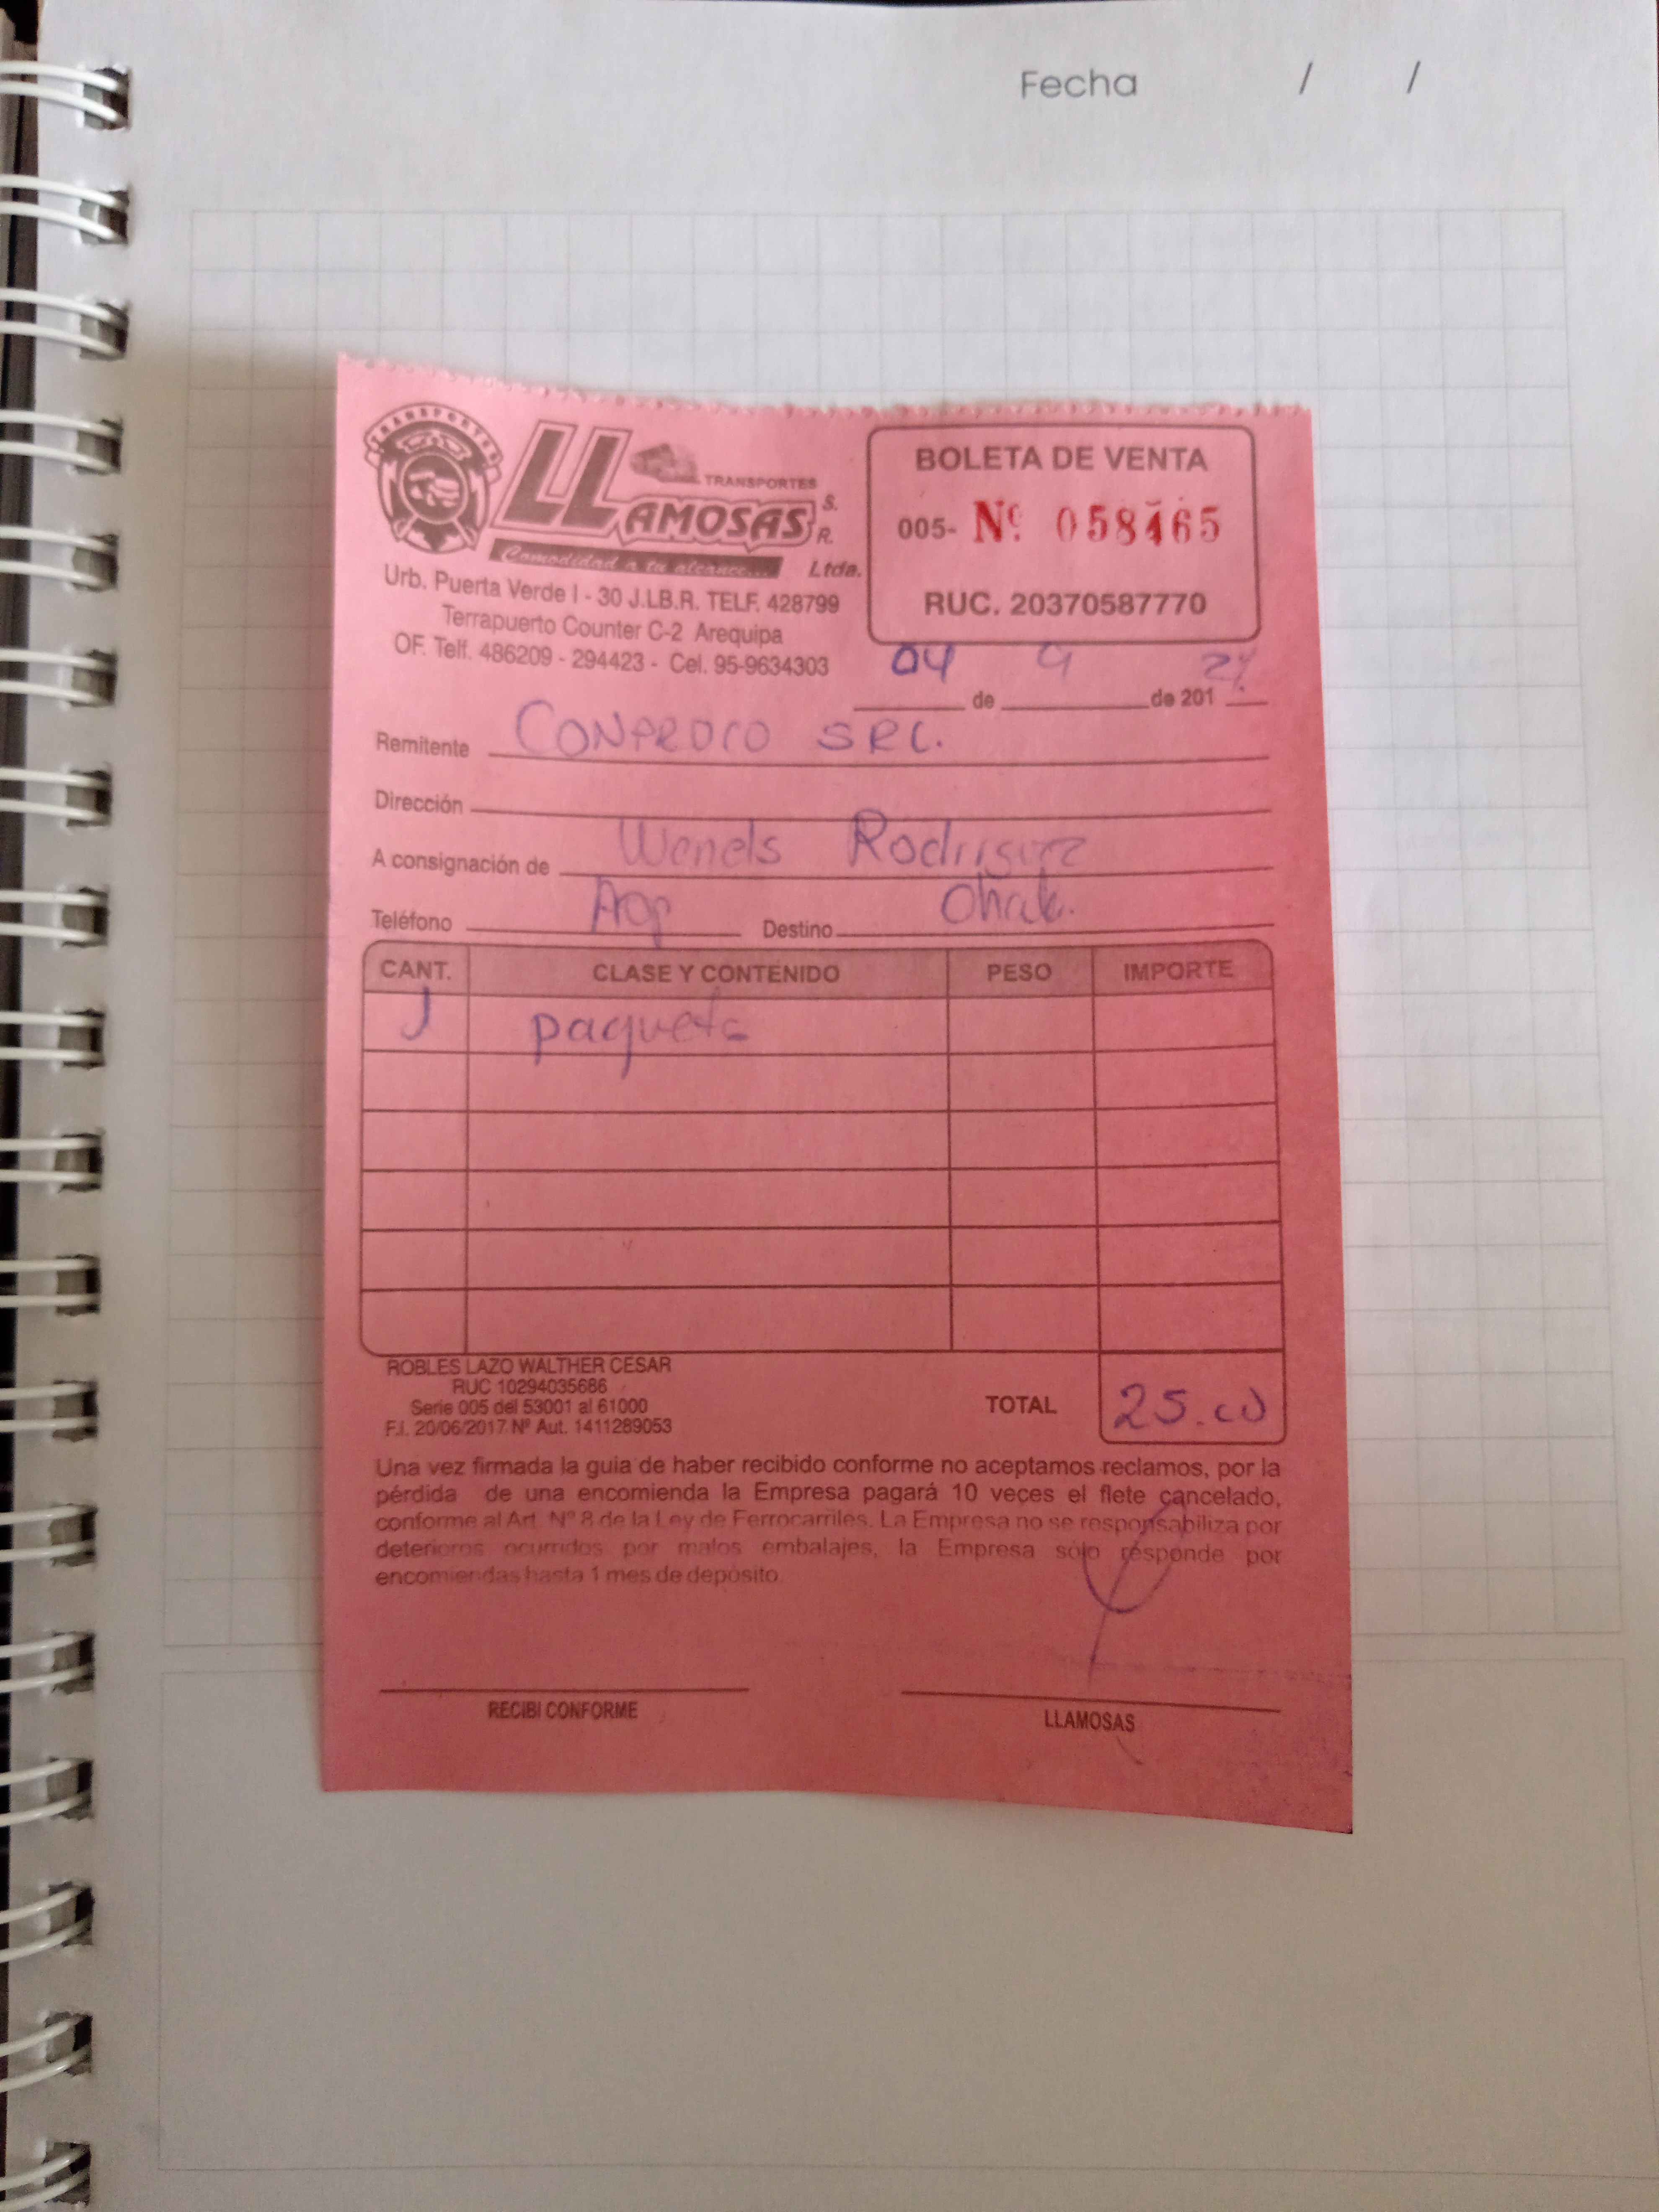 Fecha / /
TRANSPORTES
LLAMOSAS S.R. Ltda.
TRANSPORTES
Comodidad a tu alcance...
Urb. Puerta Verde I - 30 J.LB.R. TELF. 428799
Terrapuerto Counter C-2 Arequipa
OF. Telf. 486209 - 294423 - Cel. 95-9634303
BOLETA DE VENTA
005- Nº 058465
RUC. 20370587770
04 de 9 de 201
Remitente CONPROCO SRL.
Dirección
A consignación de Rodriguez
Teléfono Aqp Destino
CANT. CLASE Y CONTENIDO PESO IMPORTE
1 paquete
ROBLES LAZO WALTHER CESAR
RUC 10294035686
Serie 005 del 53001 al 61000
F.I. 20/06/2017 Nº Aut. 1411289053
TOTAL 25.00
Una vez firmada la guia de haber recibido conforme no aceptamos reclamos, por la
pérdida de una encomienda la Empresa pagará 10 veces el flete cancelado,
conforme al Art. Nº 8 de la Ley de Ferrocarriles. La Empresa no se responsabiliza por
deterioros ocurridos por malos embalajes, la Empresa sólo responde por
encomiendas hasta 1 mes de depósito.
RECIBI CONFORME
LLAMOSAS